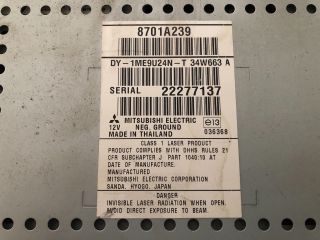 8701A239
DY-1ME9U24N-T 34W663 A
SERIAL 22277137
MITSUBISHI ELECTRIC
12V NEG. GROUND
MADE IN THAILAND
e13
036368
CLASS 1 LASER PRODUCT
PRODUCT COMPLIES WITH DHHS RULES 21
CFR SUBCHAPTER J PART 1040:10 AT
DATE OF MANUFACTURE.
MANUFACTURED
MITSUBISHI ELECTRIC CORPORATION
SANDA, HYOGO, JAPAN
DANGER
INVISIBLE LASER RADIATION WHEN OPEN.
AVOID DIRECT EXPOSURE TO BEAM.